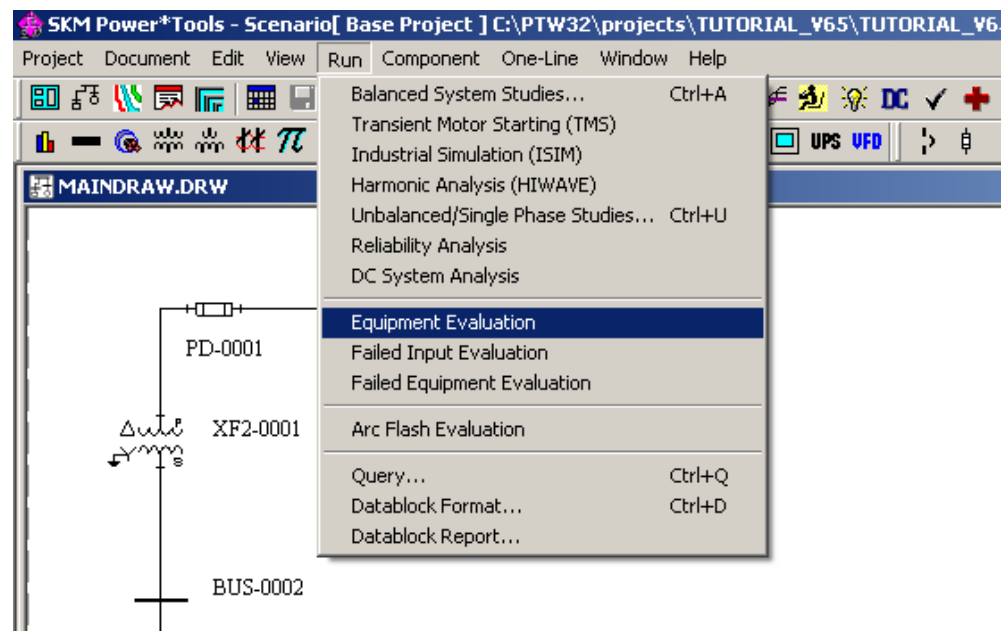 SKM Power*Tools - Scenario[ Base Project ] C:\PTW32\projects\TUTORIAL_V65\TUTORIAL_V6
Project Document Edit View Run Component One-Line Window Help
DC
UPS VFD
MAINDRAW.DRW
Balanced System Studies... Ctrl+A
Transient Motor Starting (TMS)
Industrial Simulation (ISIM)
Harmonic Analysis (HIWAVE)
Unbalanced/Single Phase Studies... Ctrl+U
Reliability Analysis
DC System Analysis
Equipment Evaluation
Failed Input Evaluation
Failed Equipment Evaluation
Arc Flash Evaluation
Query... Ctrl+Q
Datablock Format... Ctrl+D
Datablock Report...
PD-0001
P
XF2-0001
S
BUS-0002